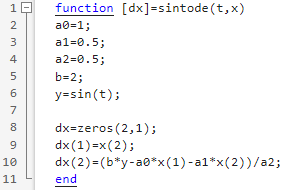 1 function [dx]=sintode(t,x)
2 a0=1;
3 a1=0.5;
4 a2=0.5;
5 b=2;
6 y=sin(t);
7
8 dx=zeros(2,1);
9 dx(1)=x(2);
10 dx(2)=(b*y-a0*x(1)-a1*x(2))/a2;
11 end